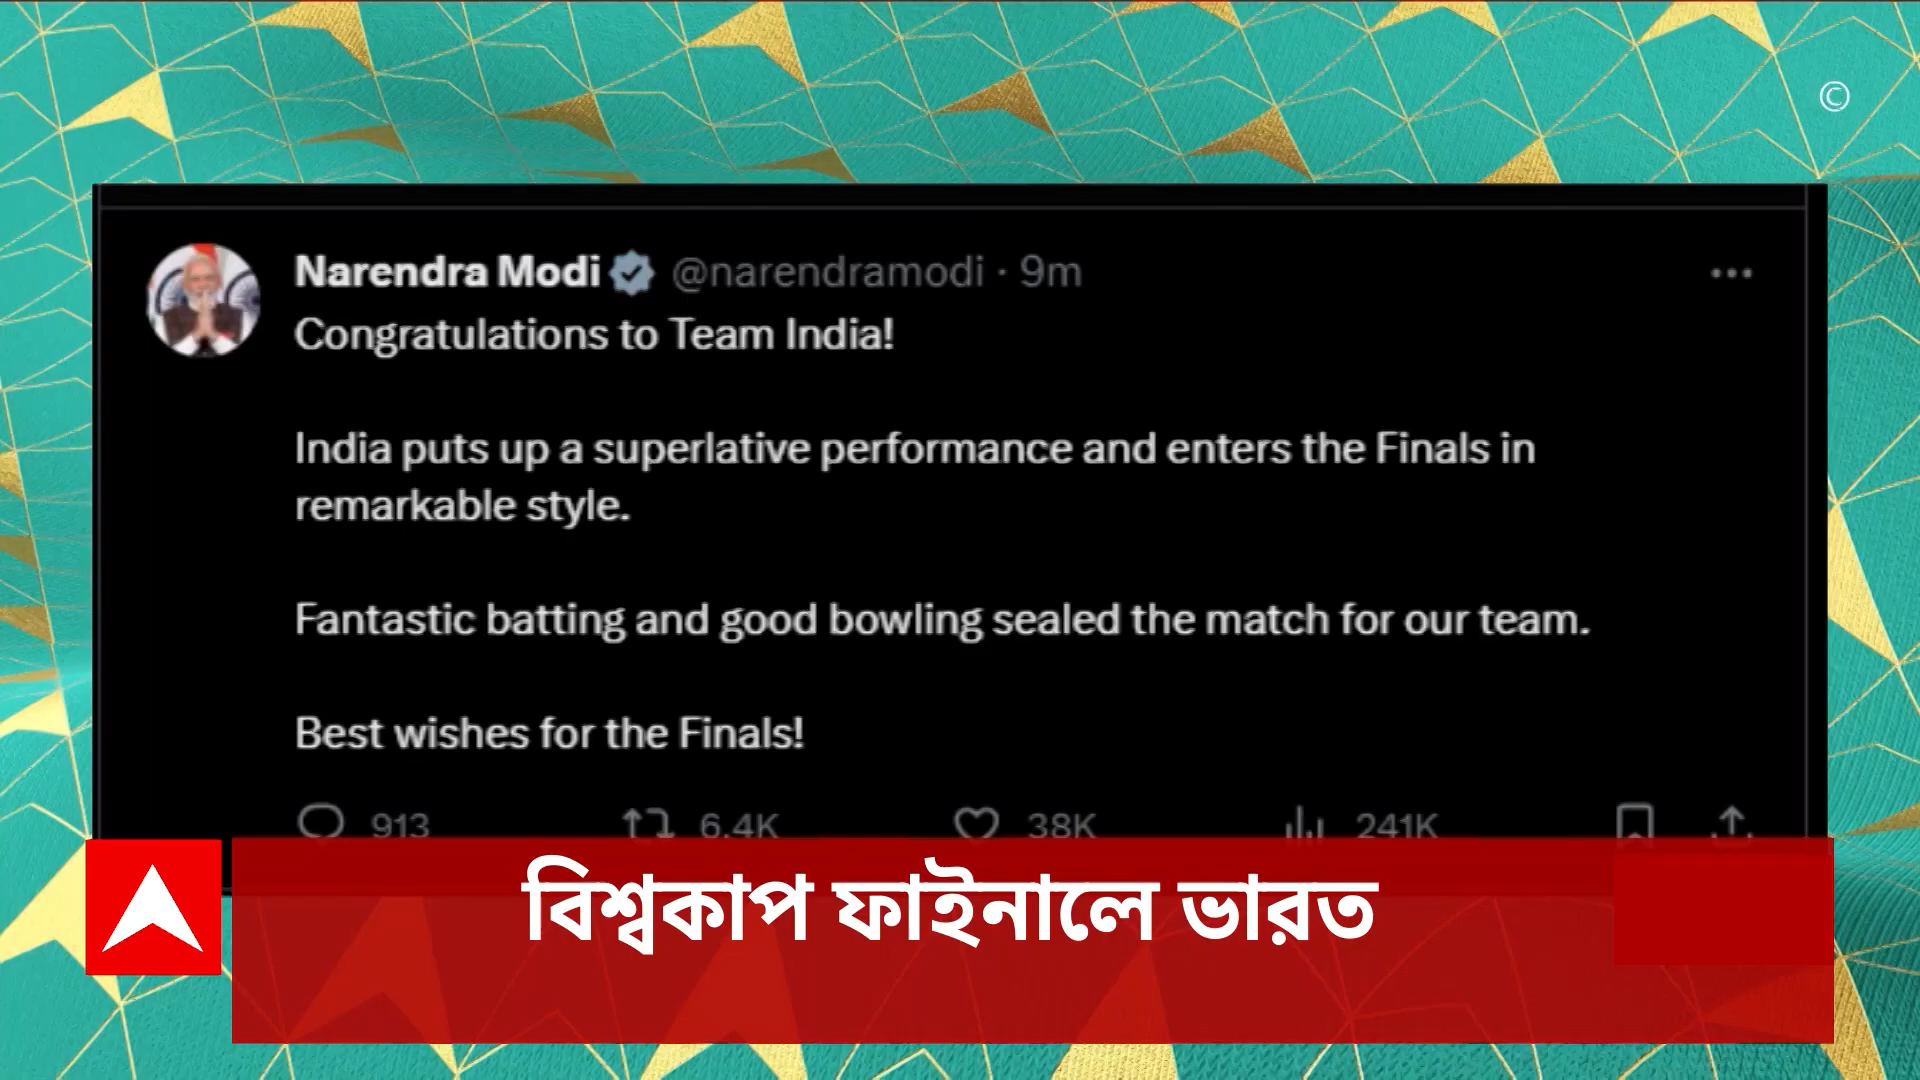 ©
Narendra Modi @narendramodi · 9m
Congratulations to Team India!
India puts up a superlative performance and enters the Finals in
remarkable style.
Fantastic batting and good bowling sealed the match for our team.
Best wishes for the Finals!
913 6.4K 38K 241K
বিশ্বকাপ ফাইনালে ভারত